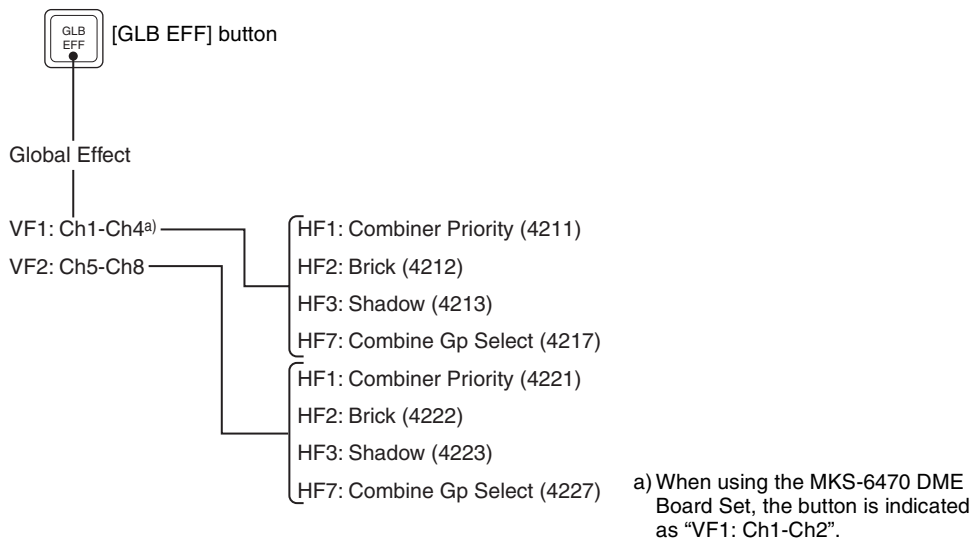 GLB
EFF
[GLB EFF] button
Global Effect
VF1: Ch1-Ch4a)
VF2: Ch5-Ch8
HF1: Combiner Priority (4211)
HF2: Brick (4212)
HF3: Shadow (4213)
HF7: Combine Gp Select (4217)
HF1: Combiner Priority (4221)
HF2: Brick (4222)
HF3: Shadow (4223)
HF7: Combine Gp Select (4227)
a) When using the MKS-6470 DME
Board Set, the button is indicated
as “VF1: Ch1-Ch2”.